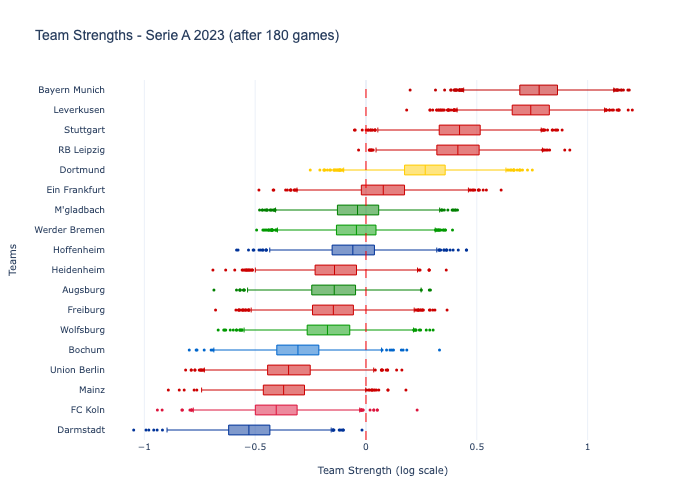 Team Strengths - Serie A 2023 (after 180 games)
Bayern Munich
Leverkusen
Stuttgart
RB Leipzig
Dortmund
Ein Frankfurt
M'gladbach
Werder Bremen
Hoffenheim
Heidenheim
Augsburg
Freiburg
Wolfsburg
Bochum
Union Berlin
Mainz
FC Koln
Darmstadt
Teams
−1
−0.5
0
0.5
1
Team Strength (log scale)